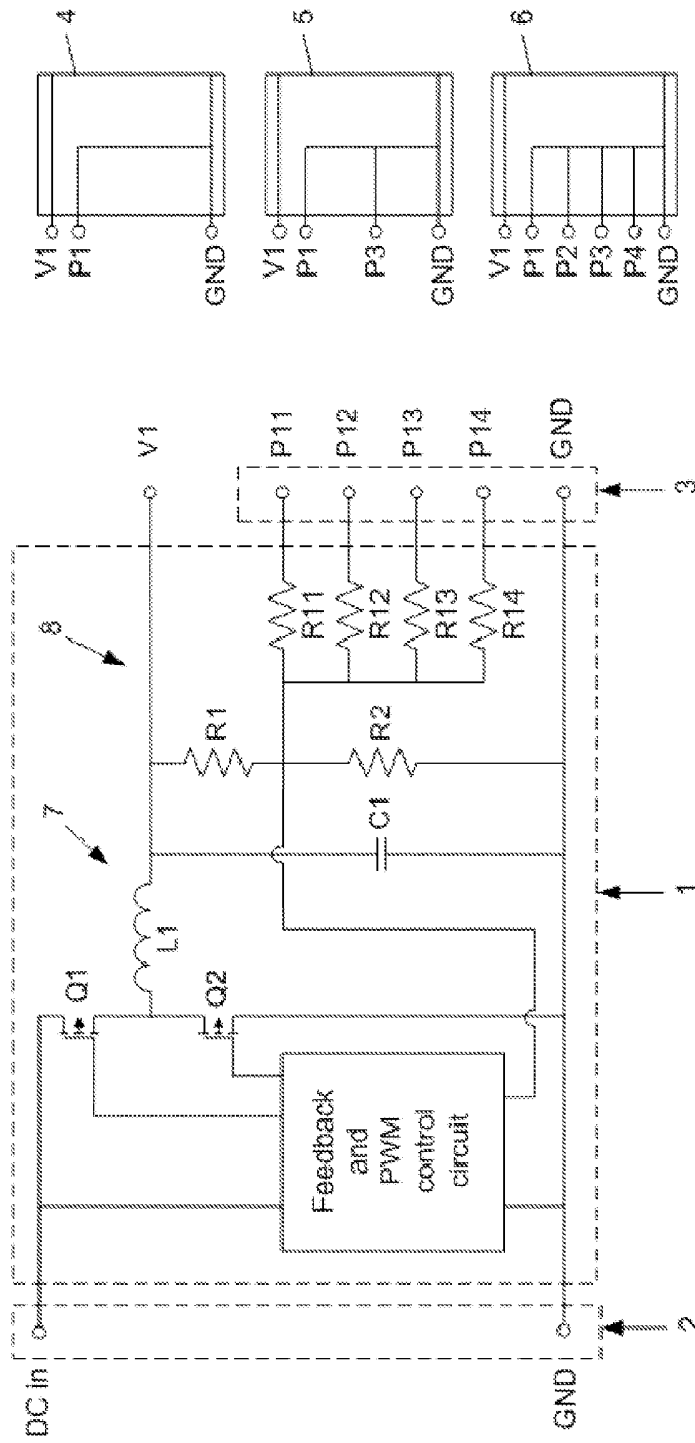 DC in
GND
2
Feedback
and
PWM
control
circuit
Q1
Q2
L1
7
8
C1
R1
R2
R11
R12
R13
R14
1
V1
P11
P12
P13
P14
GND
3
V1
P1
GND
4
V1
P1
P3
GND
5
V1
P1
P2
P3
P4
GND
6